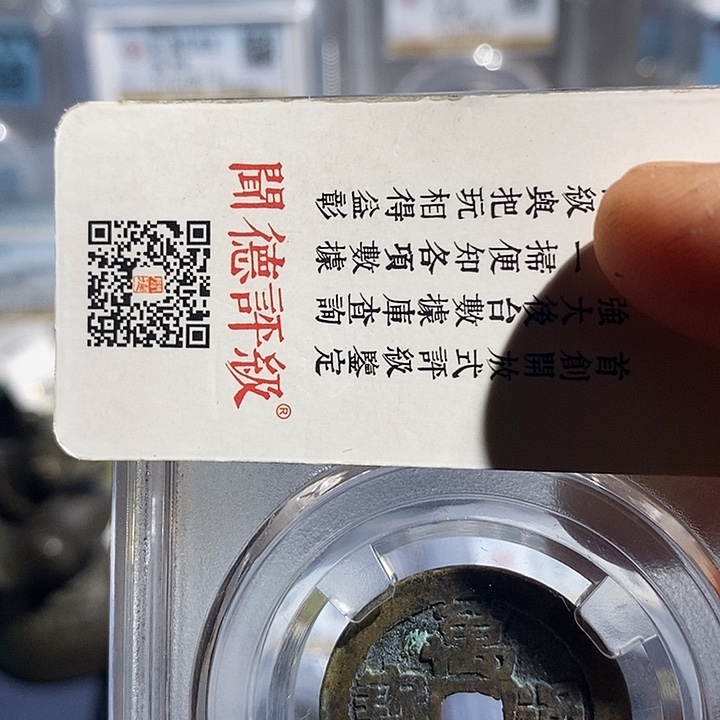 聞德評級®
首創開放式評級鑒定
強大後台數據庫查詢
一掃便知各項數據
級與把玩相得益彰